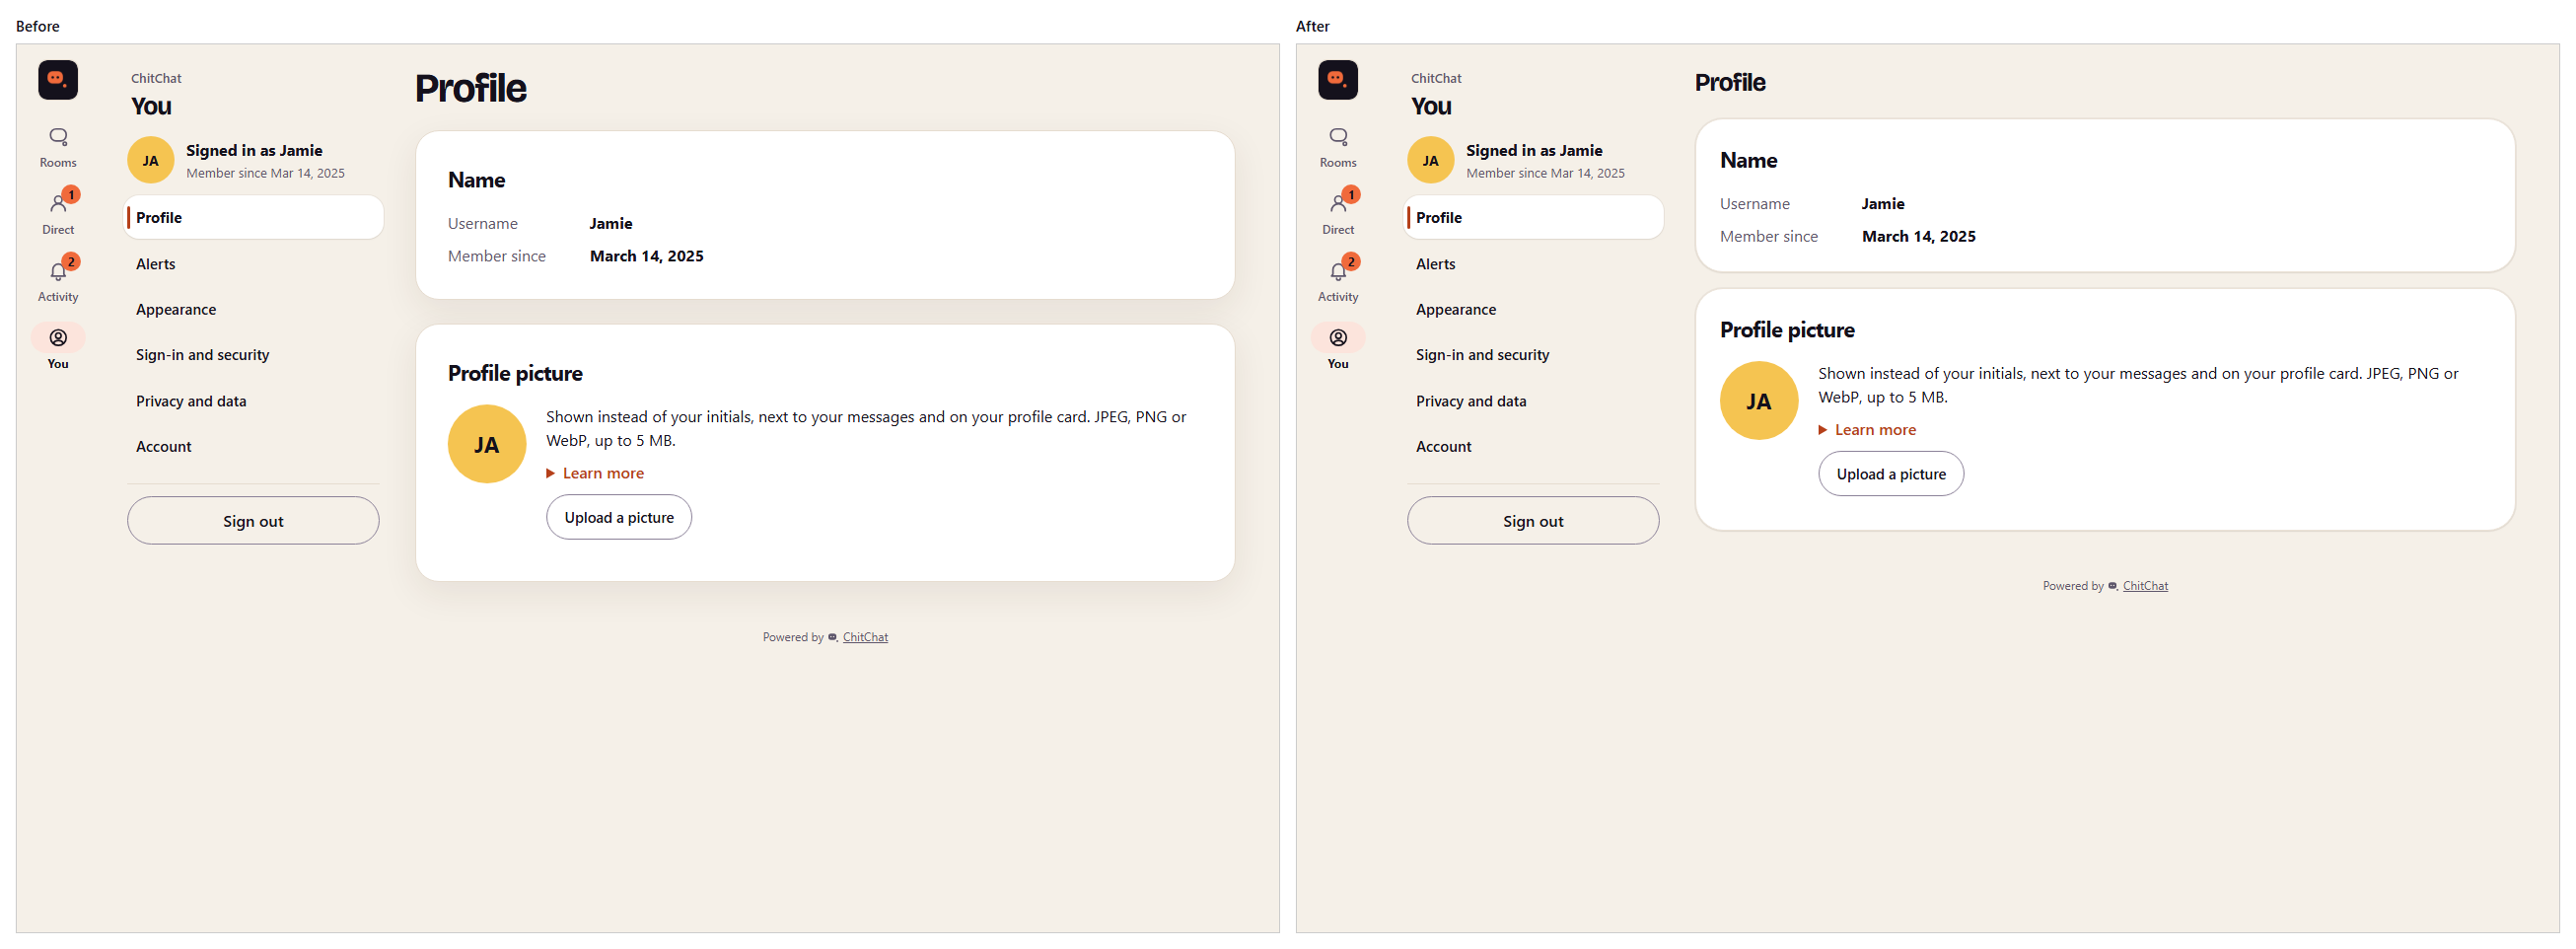 Before
ChitChat
You
JA
Signed in as Jamie
Member since Mar 14, 2025
Rooms
1
Direct
2
Activity
You
Profile
Alerts
Appearance
Sign-in and security
Privacy and data
Account
Sign out
Profile
Name
Username Jamie
Member since March 14, 2025
Profile picture
JA
Shown instead of your initials, next to your messages and on your profile card. JPEG, PNG or
WebP, up to 5 MB.
Learn more
Upload a picture
Powered by ChitChat
After
ChitChat
You
JA
Signed in as Jamie
Member since Mar 14, 2025
Rooms
1
Direct
2
Activity
You
Profile
Alerts
Appearance
Sign-in and security
Privacy and data
Account
Sign out
Profile
Name
Username Jamie
Member since March 14, 2025
Profile picture
JA
Shown instead of your initials, next to your messages and on your profile card. JPEG, PNG or
WebP, up to 5 MB.
Learn more
Upload a picture
Powered by ChitChat